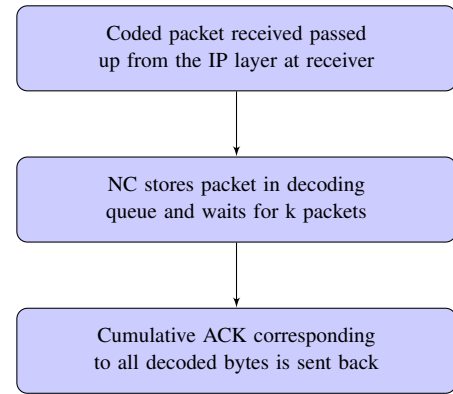 Coded packet received passed
up from the IP layer at receiver
NC stores packet in decoding
queue and waits for k packets
Cumulative ACK corresponding
to all decoded bytes is sent back